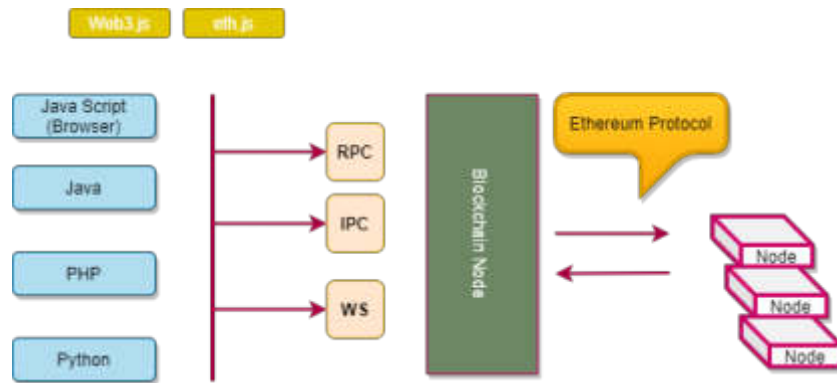 Web3.js
eth.js
Java Script
(Browser)
Java
PHP
Python
RPC
IPC
WS
Blockchain Node
Ethereum Protocol
Node
Node
Node